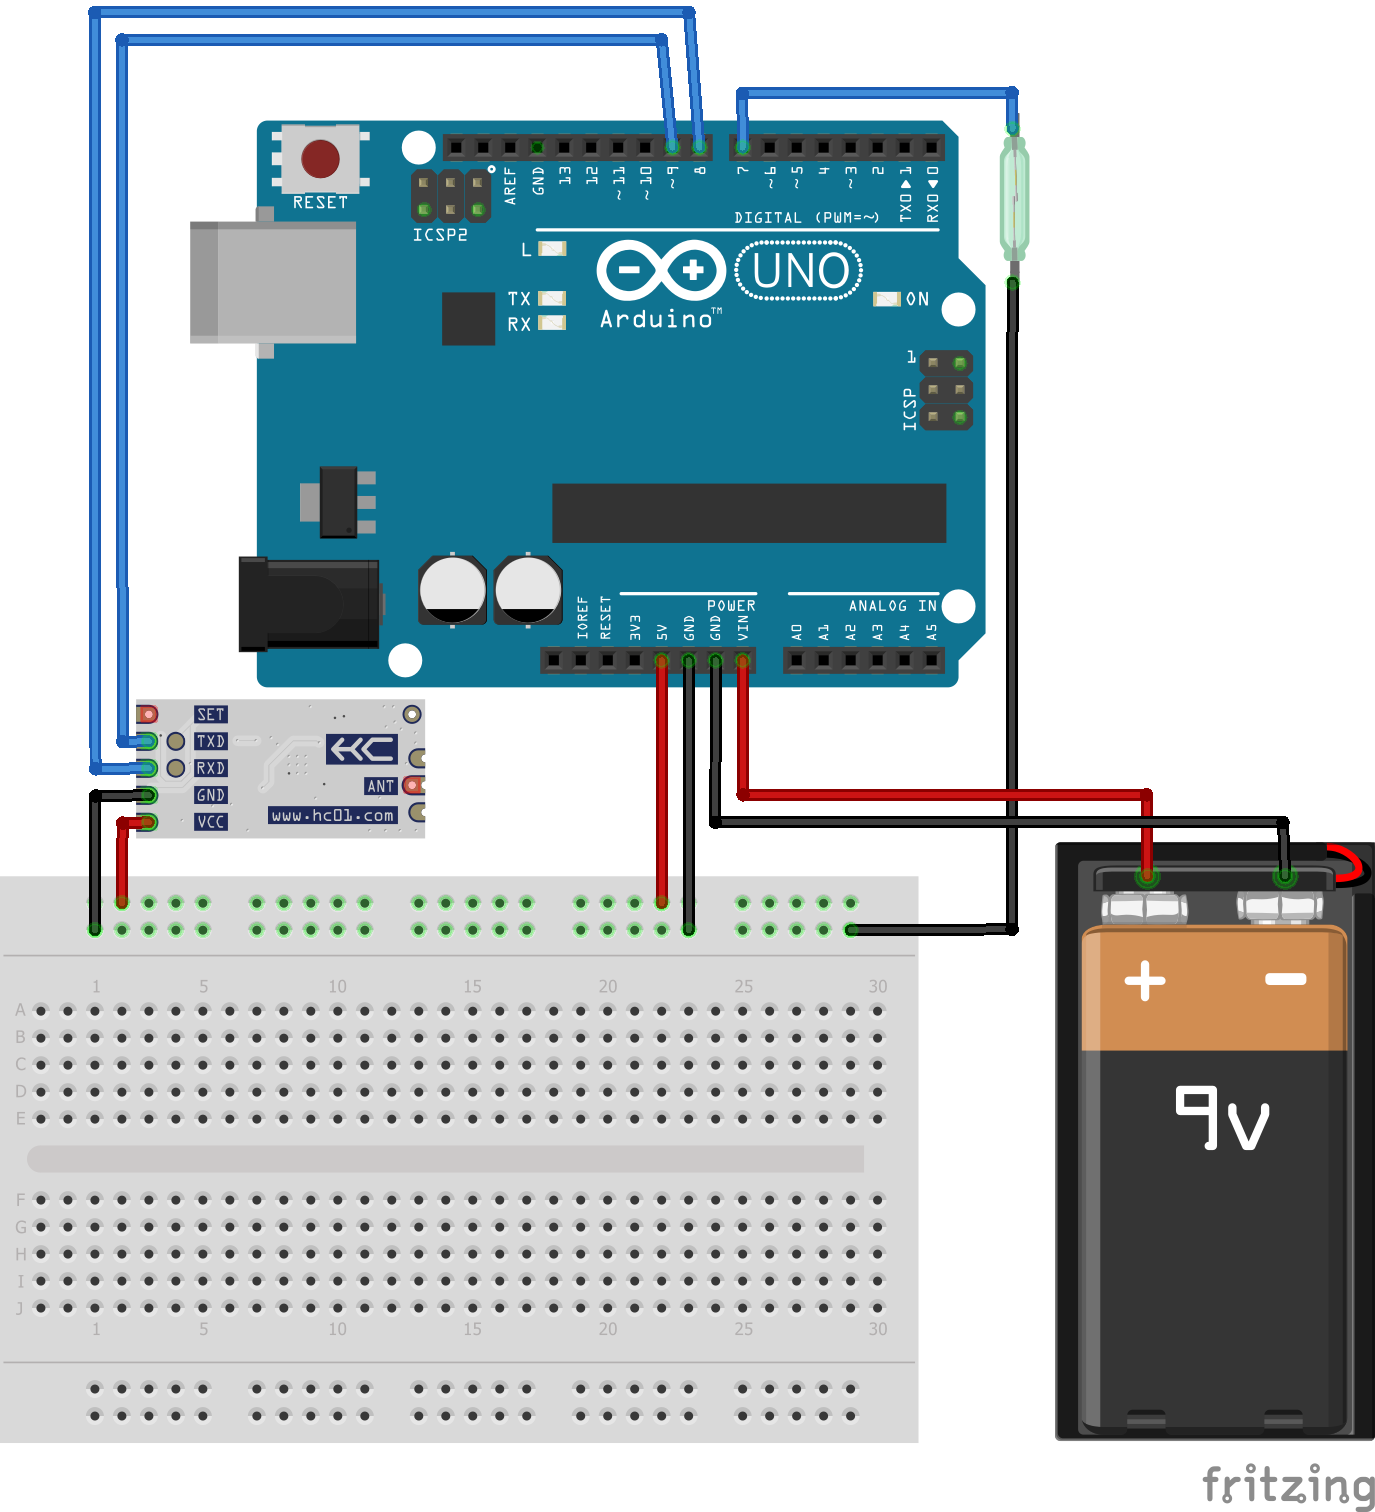 RESET
ICSP2
AREF
GND
13
12
~11
~10
~9
8
7
~6
~5
4
~3
2
TX0 1
RX0 0
DIGITAL (PWM=~)
L
TX
RX
UNO
Arduino™
ON
1
ICSP
IOREF
RESET
3V3
5V
GND
GND
VIN
POWER
ANALOG IN
A0
A1
A2
A3
A4
A5
SET
TXD
RXD
GND
VCC
HC
ANT
www.hc01.com
1 5 10 15 20 25 30
A
B
C
D
E
F
G
H
I
J
1 5 10 15 20 25 30
+ −
9v
fritzing